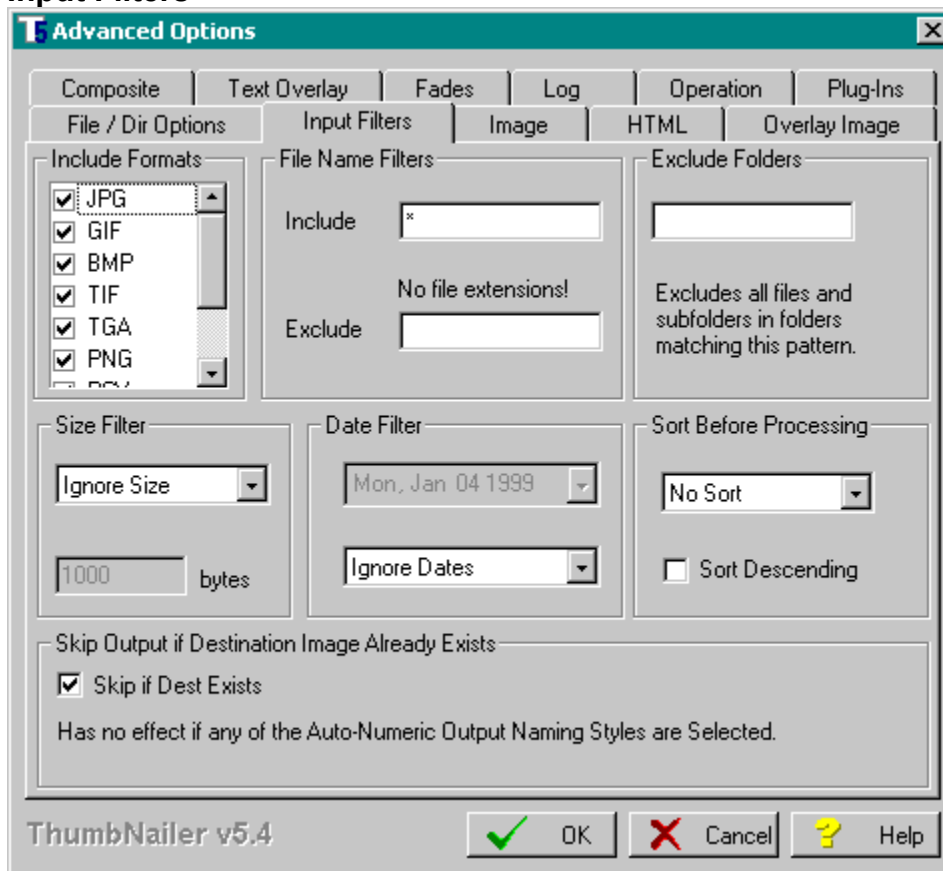 Input Filters
T5 Advanced Options
Composite Text Overlay Fades Log Operation Plug-Ins
File / Dir Options Input Filters Image HTML Overlay Image
Include Formats
JPG
GIF
BMP
TIF
TGA
PNG
File Name Filters
Include *
No file extensions!
Exclude
Exclude Folders
Excludes all files and
subfolders in folders
matching this pattern.
Size Filter
Ignore Size
1000 bytes
Date Filter
Mon, Jan 04 1999
Ignore Dates
Sort Before Processing
No Sort
Sort Descending
Skip Output if Destination Image Already Exists
Skip if Dest Exists
Has no effect if any of the Auto-Numeric Output Naming Styles are Selected.
ThumbNailer v5.4 OK Cancel Help